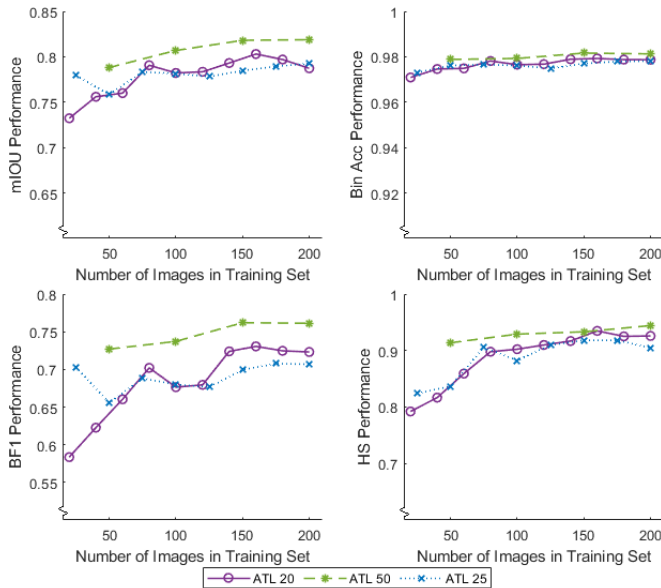 0.85
0.8
0.75
0.7
0.65
mIOU Performance
50 100 150 200
Number of Images in Training Set
1
0.98
0.96
0.94
0.92
Bin Acc Performance
50 100 150 200
Number of Images in Training Set
0.8
0.75
0.7
0.65
0.6
0.55
BF1 Performance
50 100 150 200
Number of Images in Training Set
1
0.9
0.8
0.7
HS Performance
50 100 150 200
Number of Images in Training Set
ATL 20 ATL 50 ATL 25